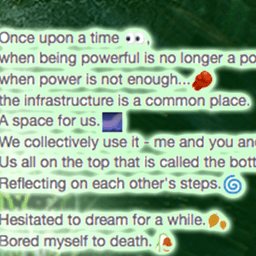 Once upon a time 👀,
when being powerful is no longer a po
when power is not enough...🥊
the infrastructure is a common place.
A space for us. 🌌
We collectively use it - me and you and
Us all on the top that is called the bott
Reflecting on each other's steps.🌀
Hesitated to dream for a while.🍂
Bored myself to death.🥀